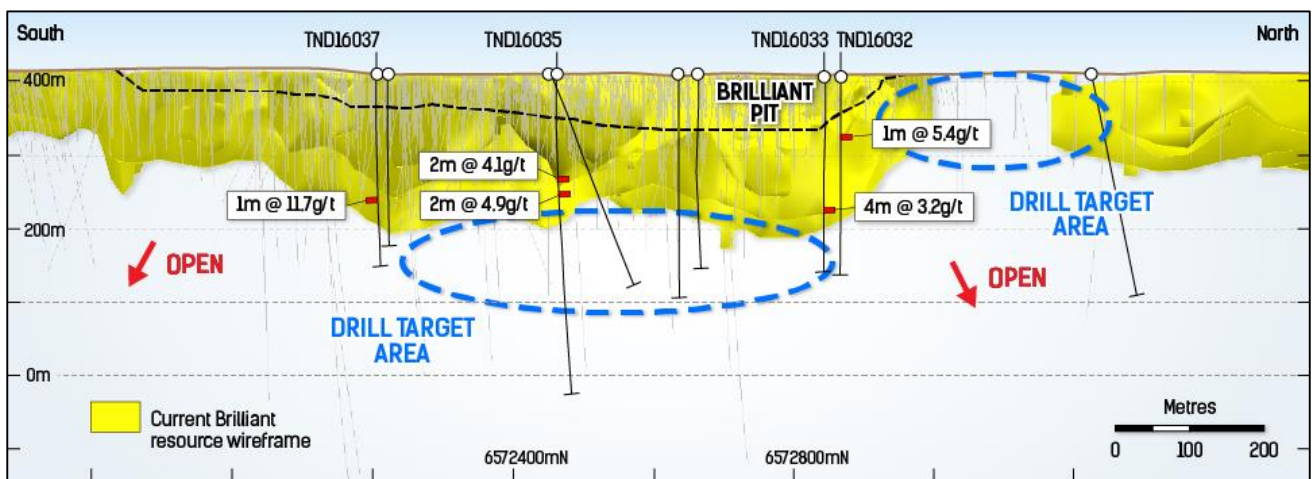 South
North
TND16037
TND16035
TND16033
TND16032
400m
BRILLIANT
PIT
1m @ 5.4g/t
2m @ 4.1g/t
1m @ 11.7g/t
2m @ 4.9g/t
4m @ 3.2g/t
DRILL TARGET
AREA
200m
OPEN
OPEN
DRILL TARGET
AREA
0m
Current Brilliant
resource wireframe
Metres
0 100 200
6572400mN
6572800mN